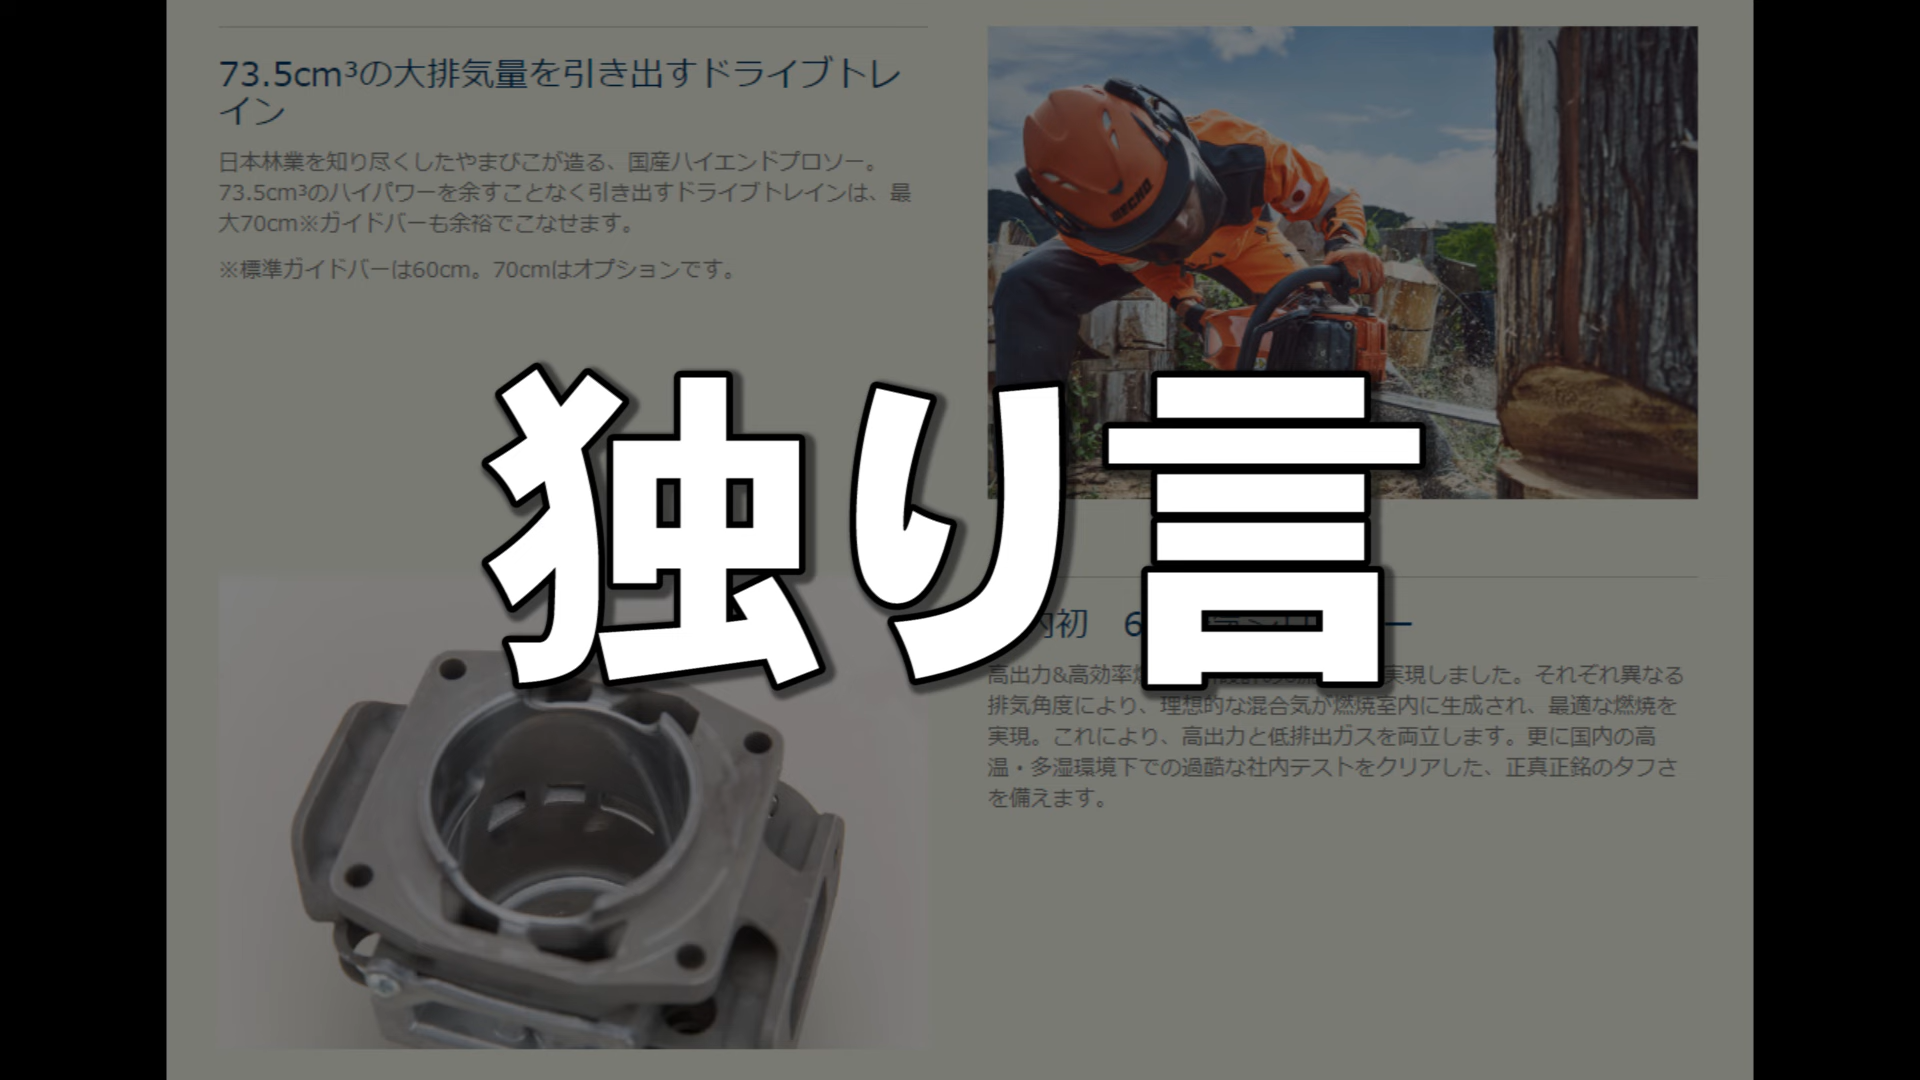 73.5cm³の大排気量を引き出すドライブトレ
イン
日本林業を知り尽くしたやまびこが造る、国産ハイエンドプロソー。
73.5cm³のハイパワーを余すことなく引き出すドライブトレインは、最
大70cm※ガイドバーも余裕でこなせます。
※標準ガイドバーは60cm。70cmはオプションです。
ECHO
独り言
内初 6
高出力&高効率
実現しました。それぞれ異なる
排気角度により、理想的な混合気が燃焼室内に生成され、最適な燃焼を
実現。これにより、高出力と低排出ガスを両立します。更に国内の高
温・多湿環境下での過酷な社内テストをクリアした、正真正銘のタフさ
を備えます。